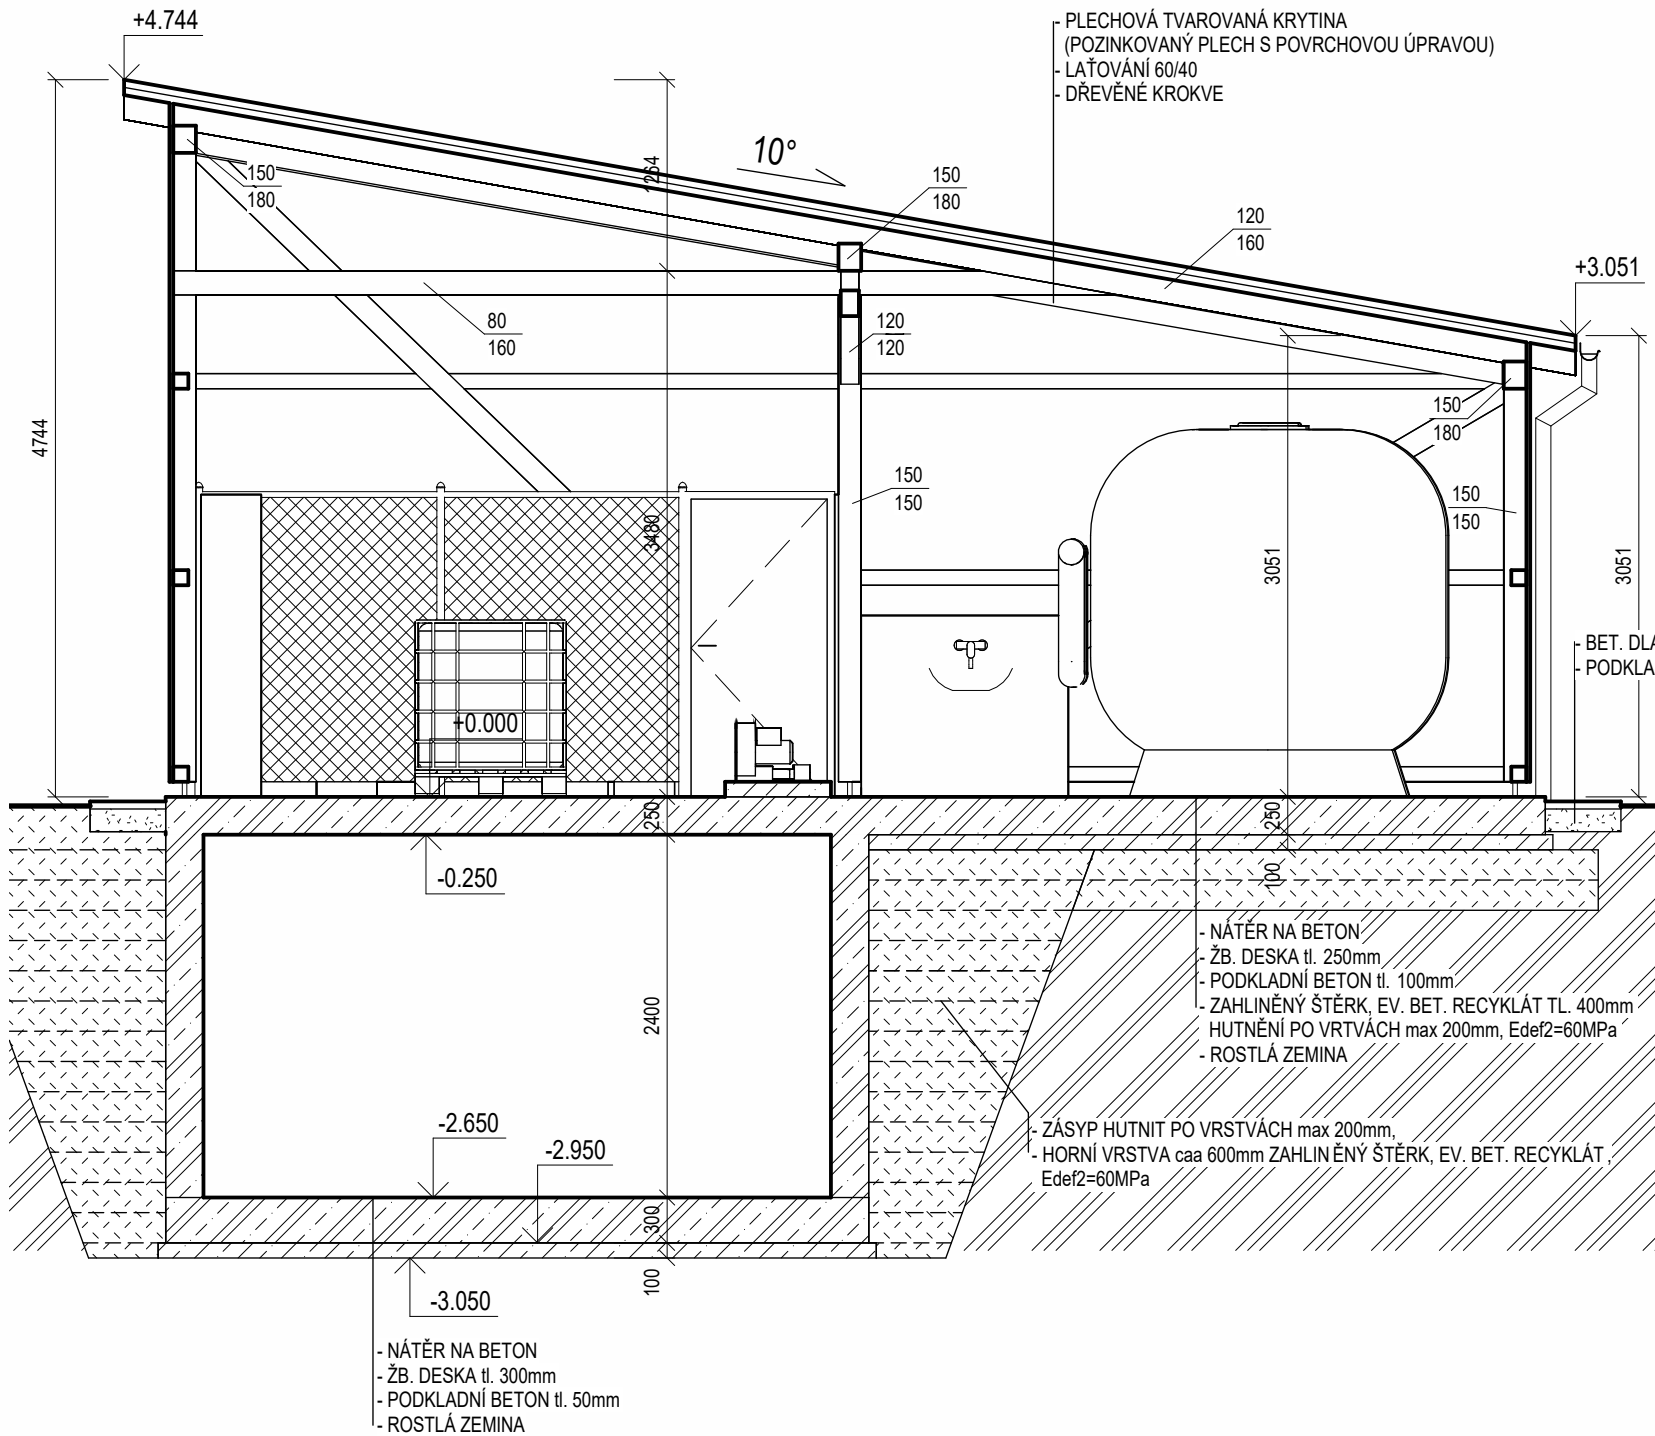 +4.744
- PLECHOVÁ TVAROVANÁ KRYTINA
(POZINKOVANÝ PLECH S POVRCHOVOU ÚPRAVOU)
- LAŤOVÁNÍ 60/40
- DŘEVĚNÉ KROKVE
10°
1264
150
180
150
180
120
160
+3.051
80
160
120
120
4744
150
180
150
150
150
150
3480
3051
3051
- BET. DLA
- PODKLA
+0.000
250
250
-0.250
100
- NÁTĚR NA BETON
- ŽB. DESKA tl. 250mm
- PODKLADNÍ BETON tl. 100mm
- ZAHLINĚNÝ ŠTĚRK, EV. BET. RECYKLÁT TL. 400mm
HUTNĚNÍ PO VRTVÁCH max 200mm, Edef2=60MPa
- ROSTLÁ ZEMINA
2400
-2.650
-2.950
- ZÁSYP HUTNIT PO VRSTVÁCH max 200mm,
- HORNÍ VRSTVA caa 600mm ZAHLINĚNÝ ŠTĚRK, EV. BET. RECYKLÁT,
Edef2=60MPa
300
100
-3.050
- NÁTĚR NA BETON
- ŽB. DESKA tl. 300mm
- PODKLADNÍ BETON tl. 50mm
- ROSTLÁ ZEMINA